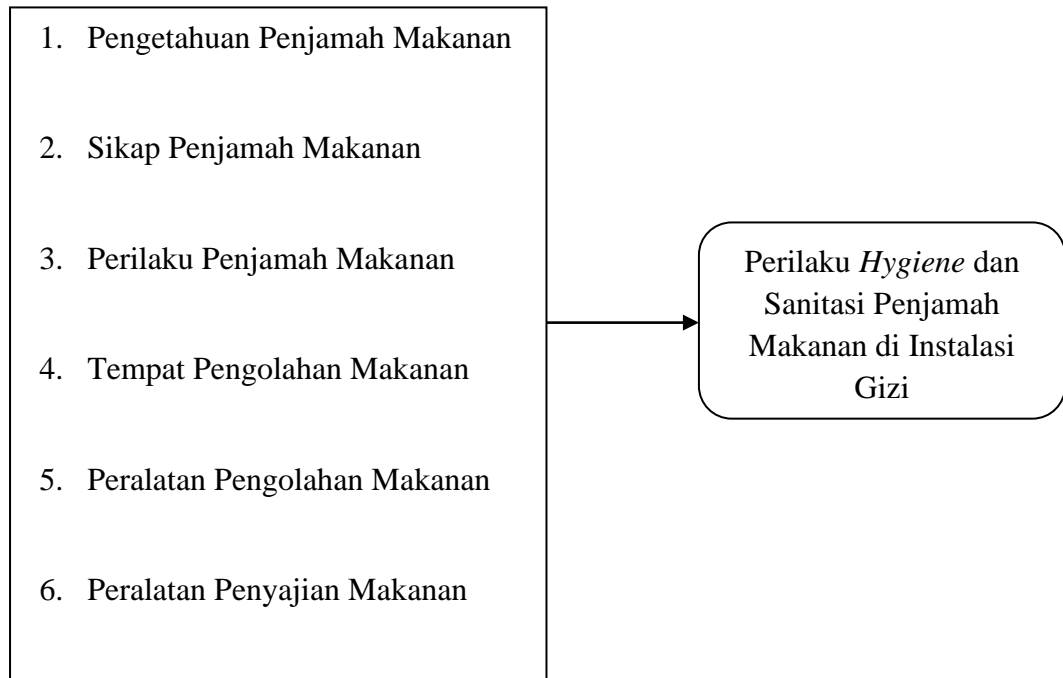 1. Pengetahuan Penjamah Makanan
2. Sikap Penjamah Makanan
3. Perilaku Penjamah Makanan
4. Tempat Pengolahan Makanan
5. Peralatan Pengolahan Makanan
6. Peralatan Penyajian Makanan
Perilaku Hygiene dan
Sanitasi Penjamah
Makanan di Instalasi
Gizi